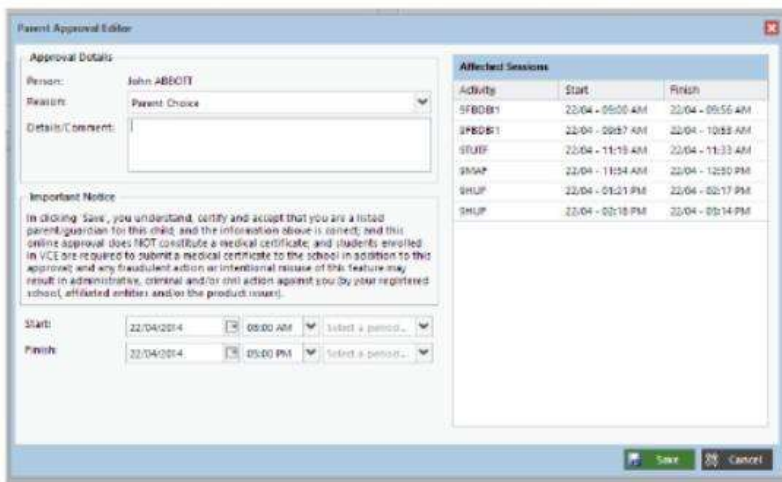 Parent Approval Editor
Approval Details
Person: John ABBOTT
Reason: Parent Choice
Details/Comment:
Important Notice
In clicking 'Save', you understand, certify and accept that you are a listed
parent/guardian for this child; and the information above is correct; and this
online approval does NOT constitute a medical certificate; and students enrolled
in VCE are required to submit a medical certificate to the school in addition to this
approval; and any fraudulent action or intentional misuse of this feature may
result in administrative, criminal and/or civil action against you (by your registered
school, affiliated entities and/or the product issuer).
Start: 22/04/2014 08:00 AM Select a period...
Finish: 22/04/2014 05:00 PM Select a period...
Affected Sessions
Activity Start Finish
9FBDBI1 22/04 - 09:00 AM 22/04 - 09:56 AM
9FBDBI1 22/04 - 09:57 AM 22/04 - 10:53 AM
22/04 - 11:19 AM 22/04 - 11:33 AM
9MAF 22/04 - 11:34 AM 22/04 - 12:30 PM
9HUF 22/04 - 01:21 PM 22/04 - 02:17 PM
9HUF 22/04 - 02:18 PM 22/04 - 03:14 PM
Save Cancel